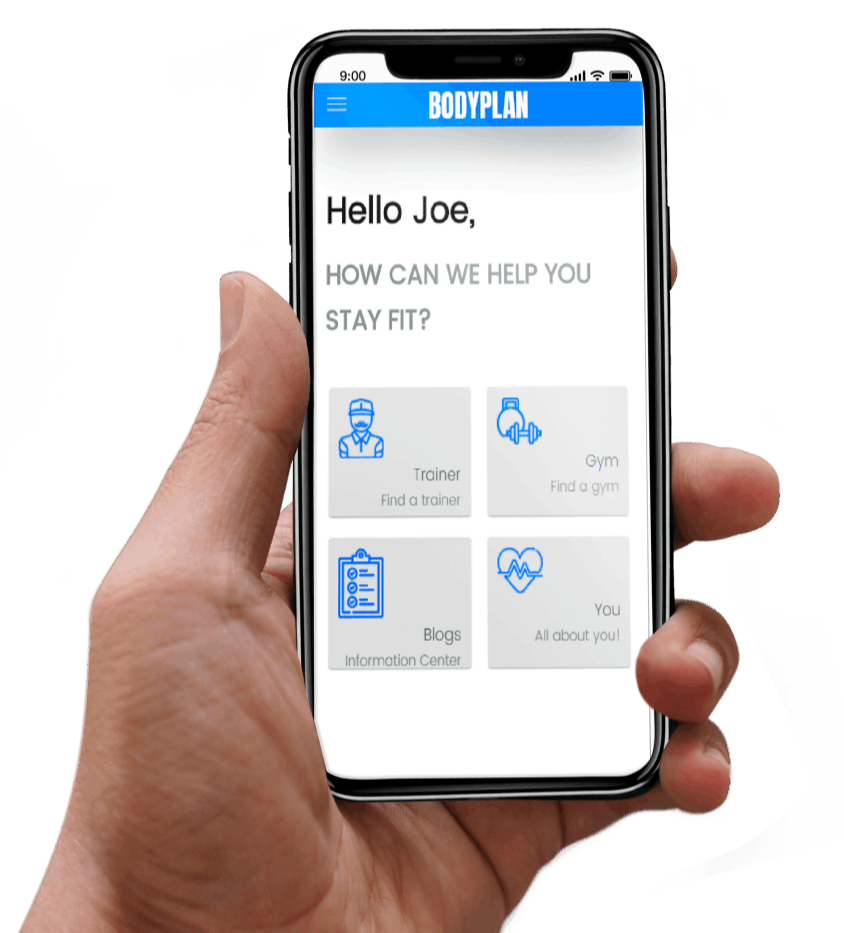 9:00
BODYPLAN
Hello Joe,
HOW CAN WE HELP YOU
STAY FIT?
Trainer
Find a trainer
Gym
Find a gym
Blogs
Information Center
You
All about you!